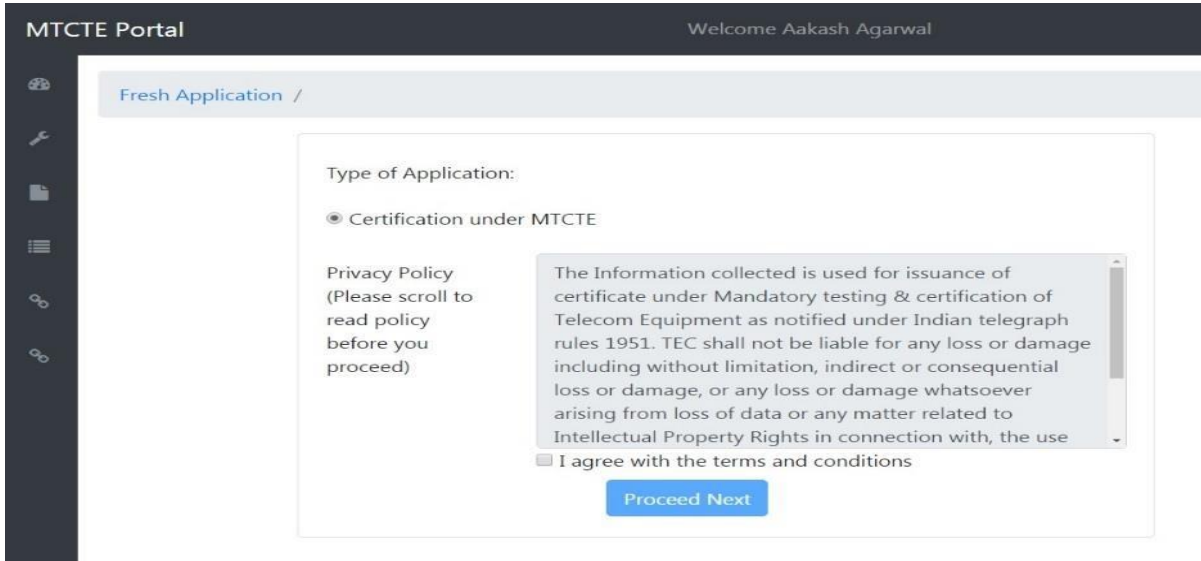 MTCTE Portal
Welcome Aakash Agarwal
Fresh Application /
Type of Application:
Certification under MTCTE
Privacy Policy
(Please scroll to
read policy
before you
proceed)
The Information collected is used for issuance of
certificate under Mandatory testing & certification of
Telecom Equipment as notified under Indian telegraph
rules 1951. TEC shall not be liable for any loss or damage
including without limitation, indirect or consequential
loss or damage, or any loss or damage whatsoever
arising from loss of data or any matter related to
Intellectual Property Rights in connection with, the use
I agree with the terms and conditions
Proceed Next